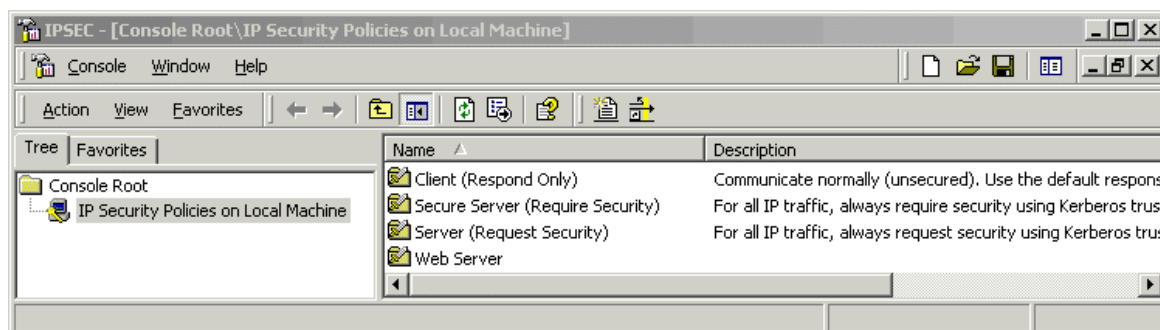 IPSEC - [Console Root\IP Security Policies on Local Machine]
Console Window Help
Action View Favorites
Tree Favorites
Console Root
IP Security Policies on Local Machine
Name Description
Client (Respond Only) Communicate normally (unsecured). Use the default respons
Secure Server (Require Security) For all IP traffic, always require security using Kerberos trus
Server (Request Security) For all IP traffic, always request security using Kerberos trus
Web Server